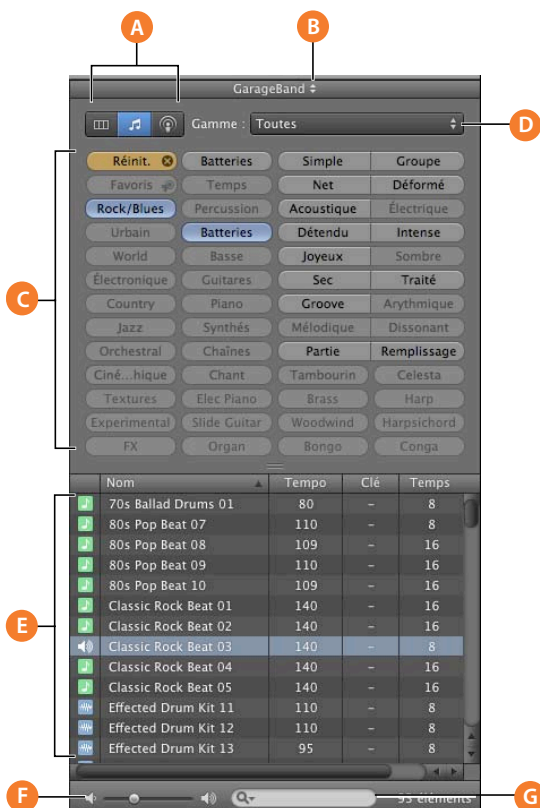 A
B
GarageBand
Gamme : Toutes
D
C
Réinit. Batteries Simple Groupe
Favoris Temps Net Déformé
Rock/Blues Percussion Acoustique Électrique
Urbain Batteries Détendu Intense
World Basse Joyeux Sombre
Électronique Guitares Sec Traité
Country Piano Groove Arythmique
Jazz Synthés Mélodique Dissonant
Orchestral Chaînes Partie Remplissage
Ciné...hique Chant Tambourin Celesta
Textures Elec Piano Brass Harp
Experimental Slide Guitar Woodwind Harpsichord
FX Organ Bongo Conga
Nom Tempo Clé Temps
E
70s Ballad Drums 01 80 – 8
80s Pop Beat 07 110 – 8
80s Pop Beat 08 109 – 16
80s Pop Beat 09 110 – 16
80s Pop Beat 10 109 – 16
Classic Rock Beat 01 140 – 16
Classic Rock Beat 02 140 – 16
Classic Rock Beat 03 140 – 8
Classic Rock Beat 04 140 – 16
Classic Rock Beat 05 140 – 16
Effected Drum Kit 11 110 – 8
Effected Drum Kit 12 110 – 8
Effected Drum Kit 13 95 – 8
F
93 éléments
G